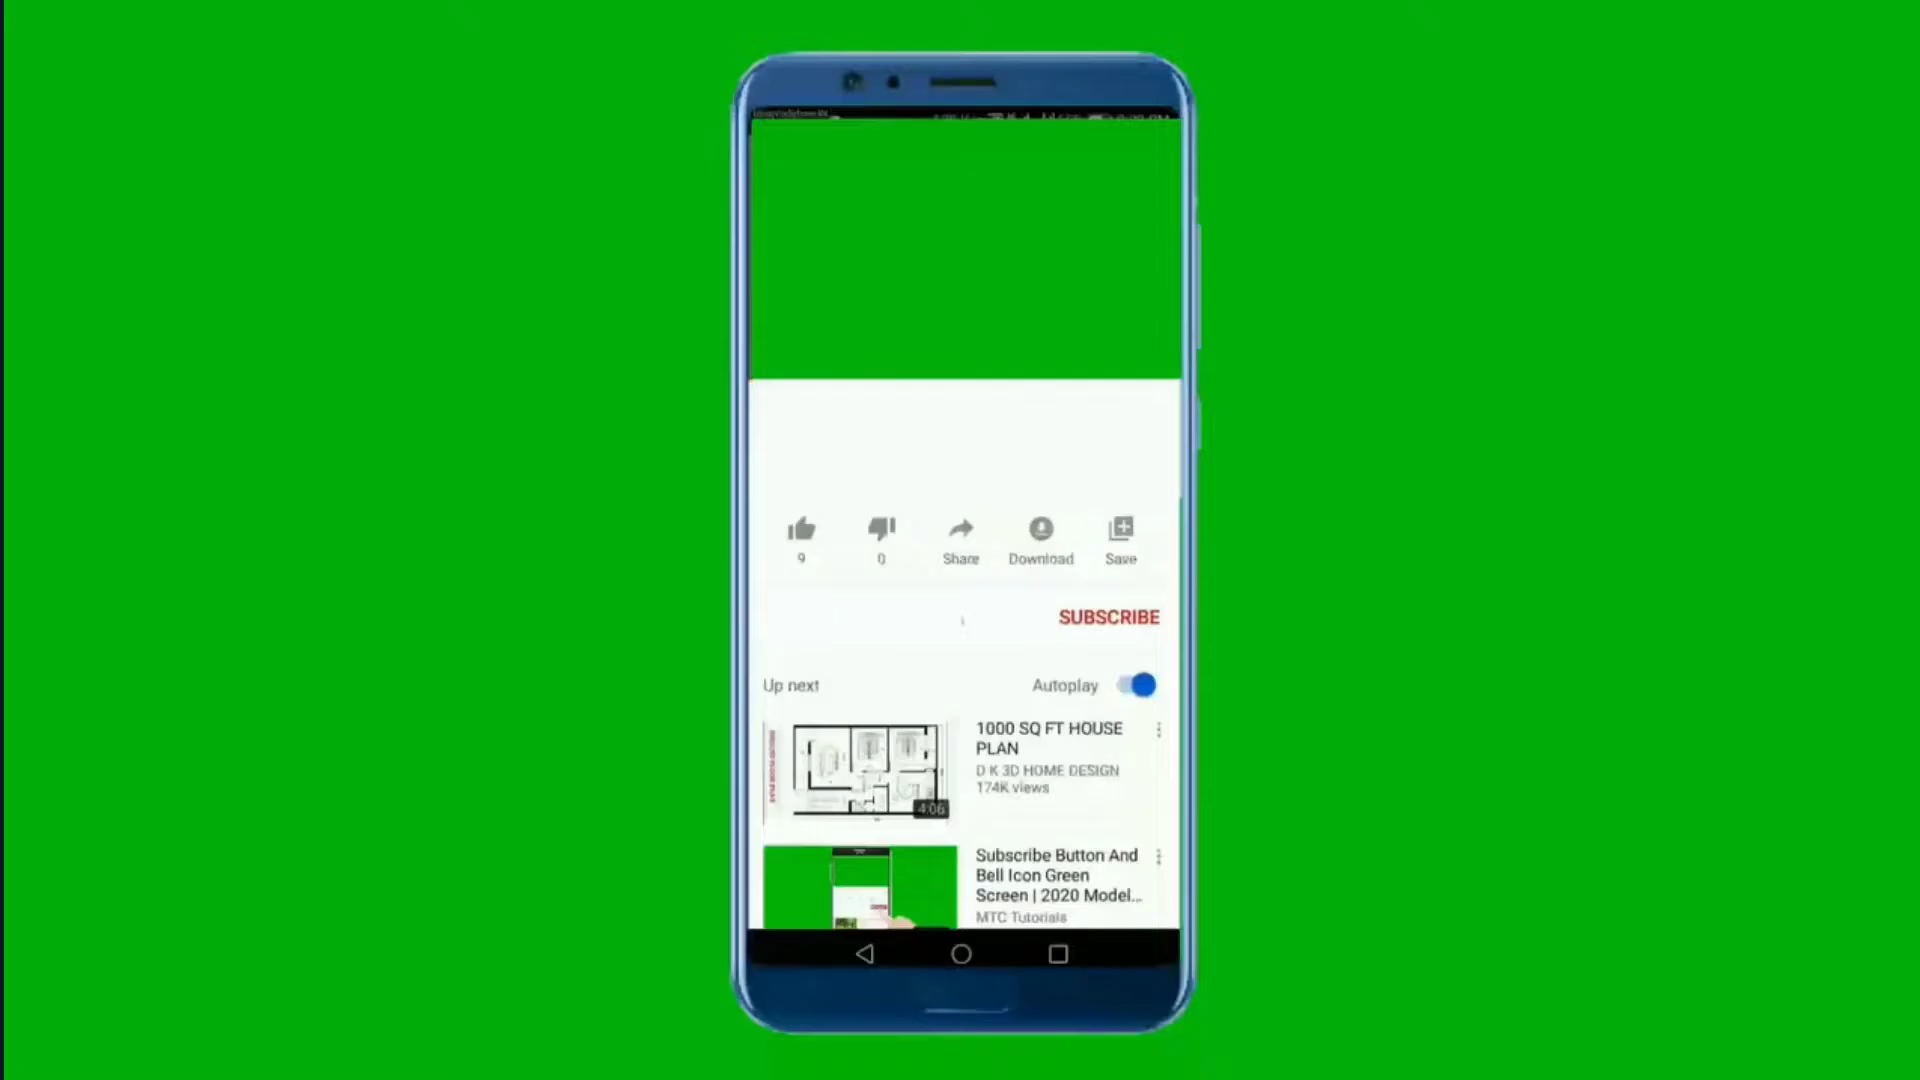 9
0
Share
Download
Save
SUBSCRIBE
Up next
Autoplay
1000 SQ FT HOUSE
PLAN
D K 3D HOME DESIGN
174K views
4:06
Subscribe Button And
Bell Icon Green
Screen | 2020 Model...
MTC Tutorials